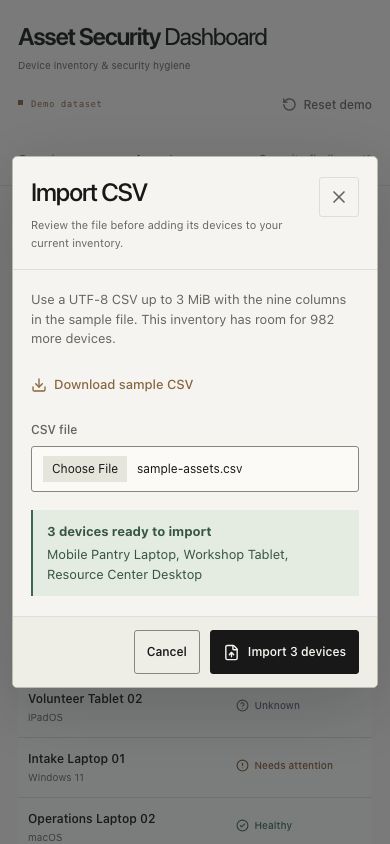 Asset Security Dashboard
Device inventory & security hygiene
Demo dataset
Reset demo
Import CSV
Review the file before adding its devices to your
current inventory.
Use a UTF-8 CSV up to 3 MiB with the nine columns
in the sample file. This inventory has room for 982
more devices.
Download sample CSV
CSV file
Choose File sample-assets.csv
3 devices ready to import
Mobile Pantry Laptop, Workshop Tablet,
Resource Center Desktop
Cancel
Import 3 devices
Volunteer Tablet 02
Unknown
iPadOS
Intake Laptop 01
Needs attention
Windows 11
Operations Laptop 02
Healthy
macOS